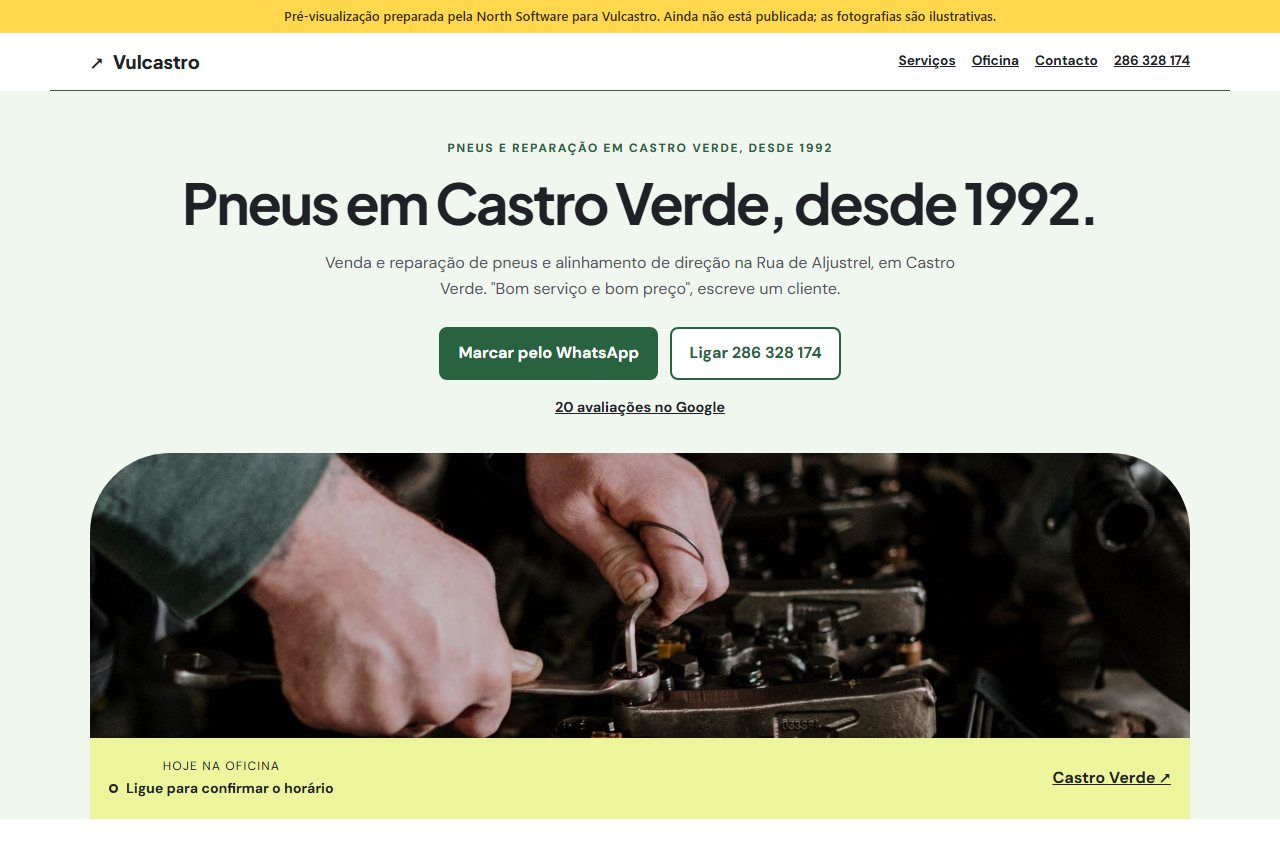 Pré-visualização preparada pela North Software para Vulcastro. Ainda não está publicada; as fotografias são ilustrativas.
↗ Vulcastro
Serviços Oficina Contacto 286 328 174
PNEUS E REPARAÇÃO EM CASTRO VERDE, DESDE 1992
Pneus em Castro Verde, desde 1992.
Venda e reparação de pneus e alinhamento de direção na Rua de Aljustrel, em Castro
Verde. "Bom serviço e bom preço", escreve um cliente.
Marcar pelo WhatsApp
Ligar 286 328 174
20 avaliações no Google
HOJE NA OFICINA
Ligue para confirmar o horário
Castro Verde ↗